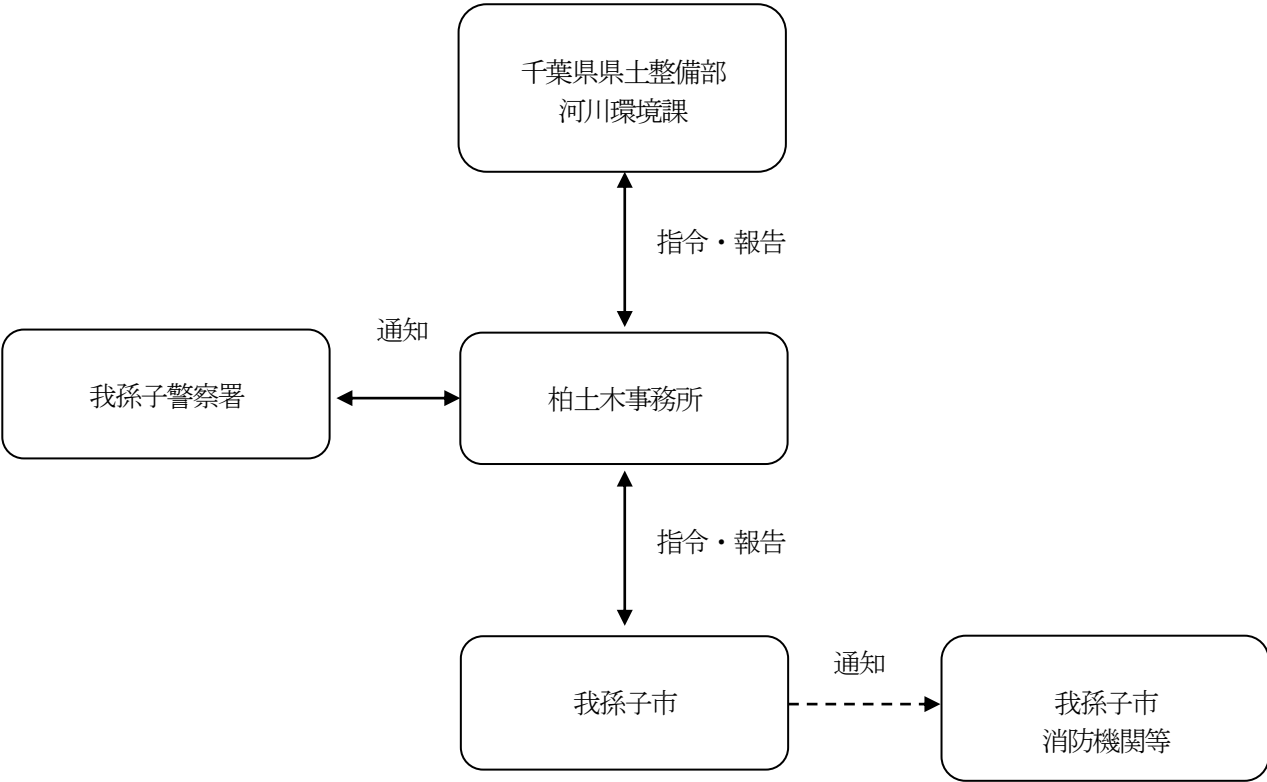 千葉県県土整備部
河川環境課
指令・報告
通知
我孫子警察署
柏土木事務所
指令・報告
我孫子市
通知
我孫子市
消防機関等